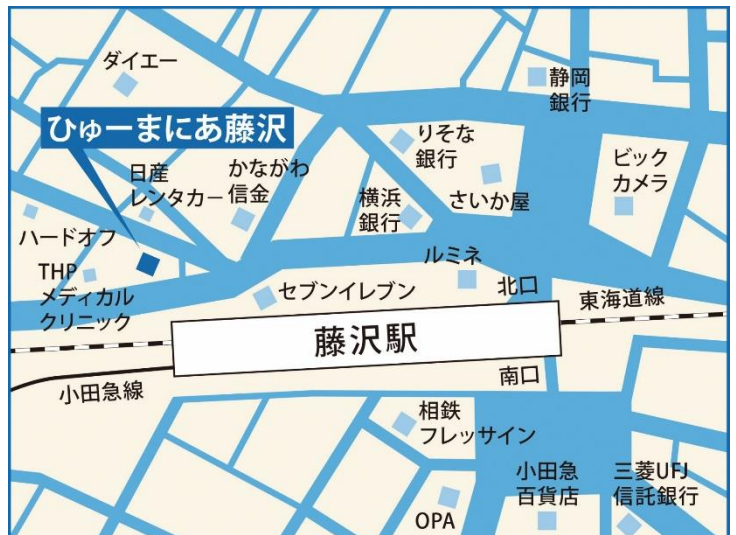 ダイエー
静岡
銀行
ひゅーまにあ藤沢
りそな
銀行
ビック
カメラ
日産
レンタカー
かながわ
信金
横浜
銀行
さいか屋
ハードオフ
THP
メディカル
クリニック
ルミネ
セブンイレブン
北口
東海道線
藤沢駅
小田急線
南口
相鉄
フレッサイン
小田急
百貨店
三菱UFJ
信託銀行
OPA